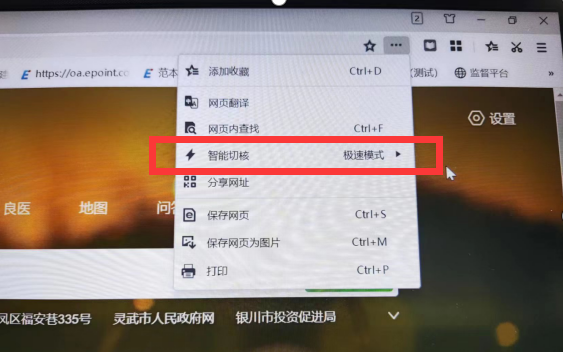 2
https://oa.epoint.cc
范本
测试)
监督平台
»
添加收藏 Ctrl+D
网页翻译
网页内查找 Ctrl+F
智能切核 极速模式
分享网址
保存网页 Ctrl+S
保存网页为图片 Ctrl+M
打印 Ctrl+P
设置
良医 地图 问
凤区福安巷335号 灵武市人民政府网 银川市投资促进局